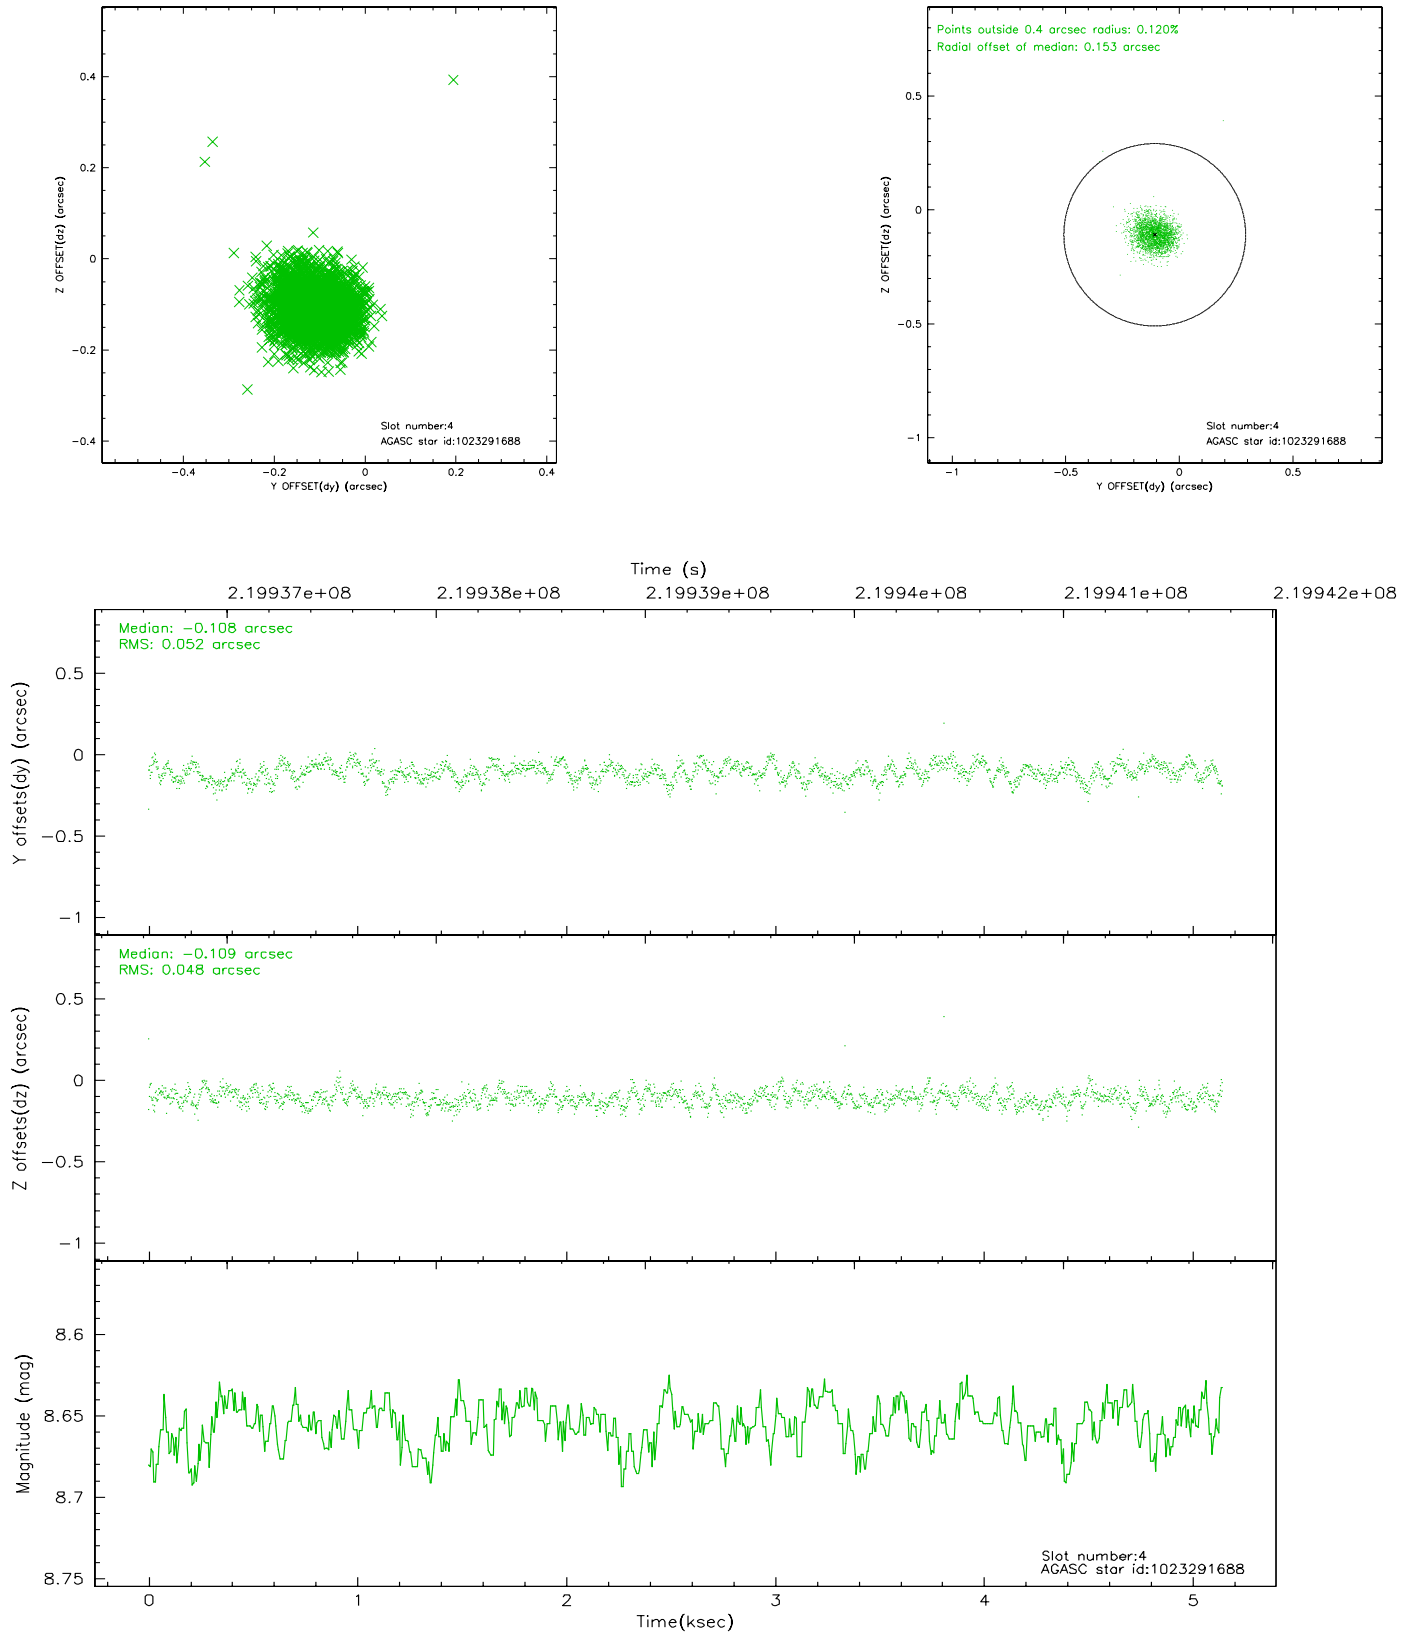 0.4
0.2
0
-0.2
-0.4
Z OFFSET(dz) (arcsec)
-0.4 -0.2 0 0.2 0.4
Y OFFSET(dy) (arcsec)
Slot number:4
AGASC star id:1023291688
Points outside 0.4 arcsec radius: 0.120%
Radial offset of median: 0.153 arcsec
0.5
0
-0.5
-1
Z OFFSET(dz) (arcsec)
-1 -0.5 0 0.5
Y OFFSET(dy) (arcsec)
Slot number:4
AGASC star id:1023291688
Time (s)
2.19937e+08 2.19938e+08 2.19939e+08 2.1994e+08 2.19941e+08 2.19942e+08
Median: -0.108 arcsec
RMS: 0.052 arcsec
0.5
0
-0.5
-1
Y offsets(dy) (arcsec)
Median: -0.109 arcsec
RMS: 0.048 arcsec
0.5
0
-0.5
-1
Z offsets(dz) (arcsec)
8.6
8.65
8.7
8.75
Magnitude (mag)
Slot number:4
AGASC star id:1023291688
0 1 2 3 4 5
Time(ksec)